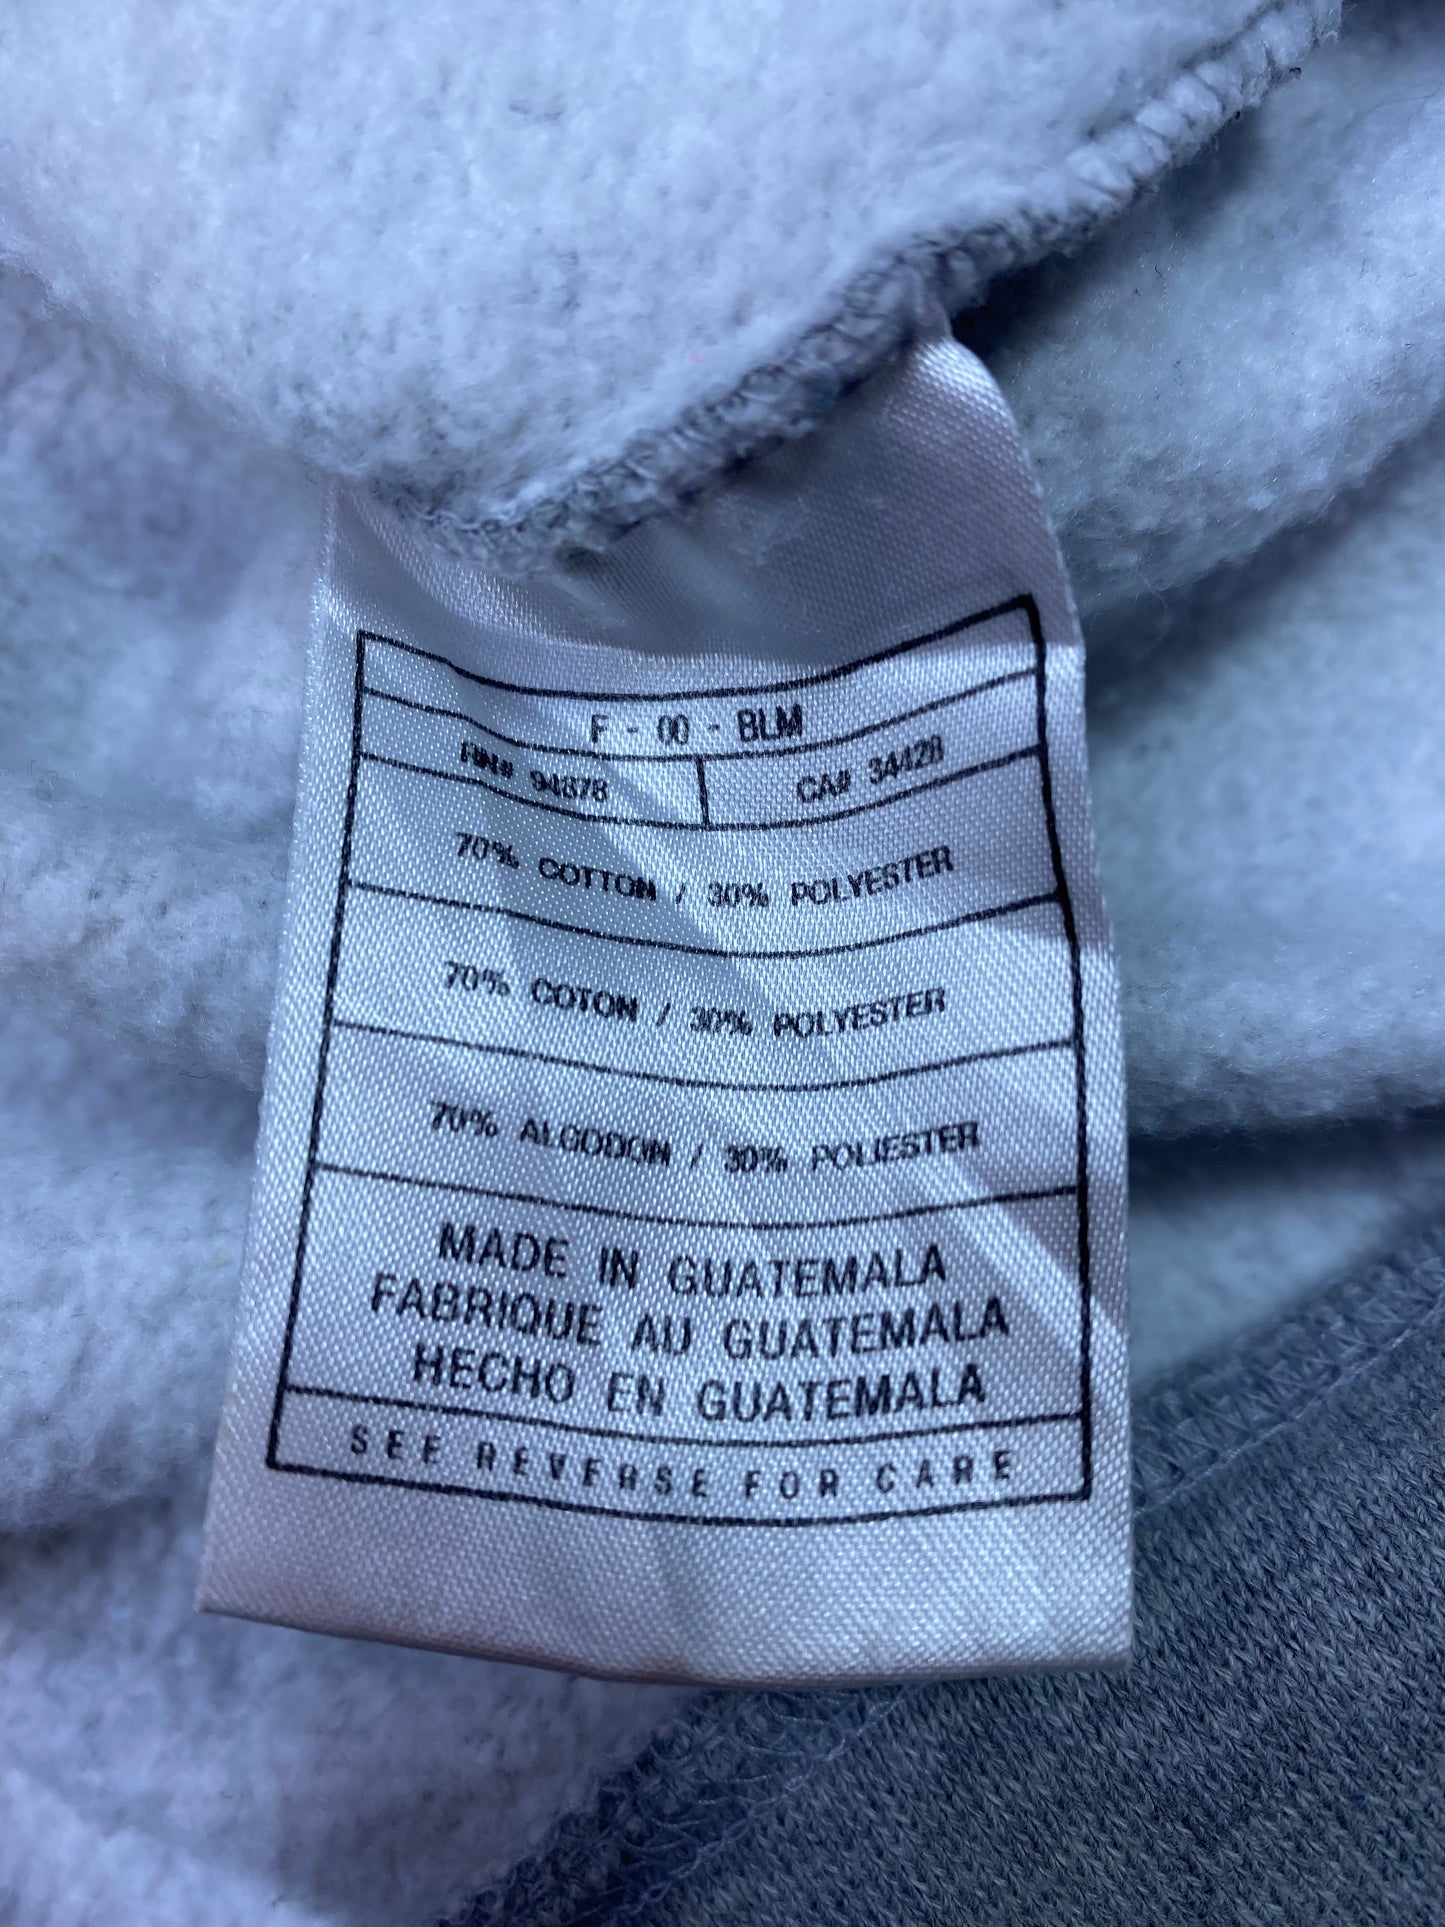 F - 00 - BLM
RN# 94878 CA# 34428
70% COTTON / 30% POLYESTER
70% COTON / 30% POLYESTER
70% ALGODON / 30% POLIESTER
MADE IN GUATEMALA
FABRIQUE AU GUATEMALA
HECHO EN GUATEMALA
SEE REVERSE FOR CARE